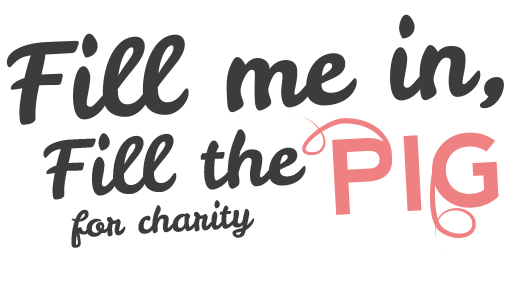 Fill me in,
Fill the PIG
for charity